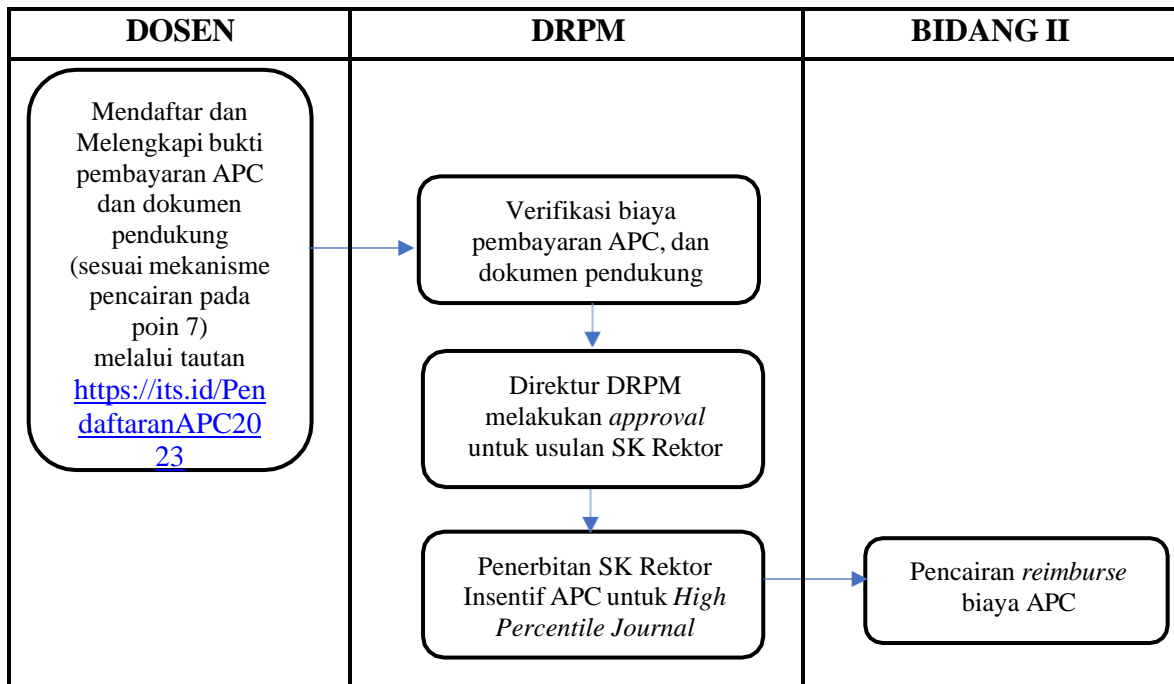 DOSEN
DRPM
BIDANG II
Mendaftar dan
Melengkapi bukti
pembayaran APC
dan dokumen
pendukung
(sesuai mekanisme
pencairan pada
poin 7)
melalui tautan
https://its.id/Pen
daftaranAPC20
23
Verifikasi biaya
pembayaran APC, dan
dokumen pendukung
Direktur DRPM
melakukan approval
untuk usulan SK Rektor
Penerbitan SK Rektor
Insentif APC untuk High
Percentile Journal
Pencairan reimburse
biaya APC